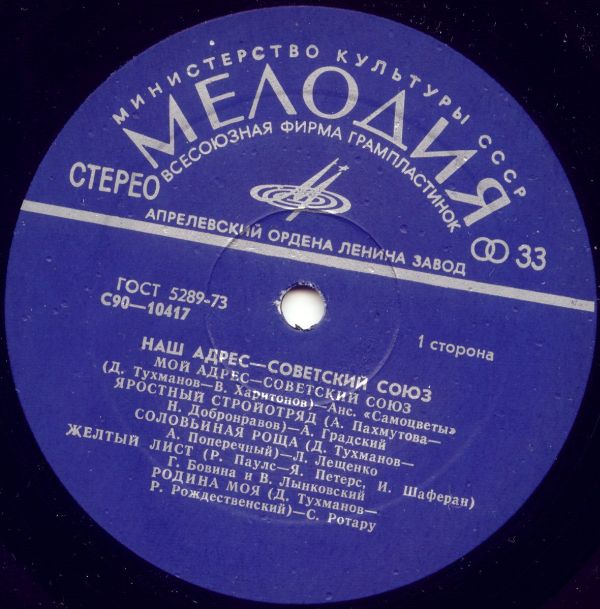 МИНИСТЕРСТВО КУЛЬТУРЫ СССР
МЕЛОДИЯ
ВСЕСОЮЗНАЯ ФИРМА ГРАМПЛАСТИНОК
СТЕРЕО
АПРЕЛЕВСКИЙ ОРДЕНА ЛЕНИНА ЗАВОД
33
ГОСТ 5289-73
С90—10417
1 сторона
НАШ АДРЕС—СОВЕТСКИЙ СОЮЗ
МОЙ АДРЕС—СОВЕТСКИЙ СОЮЗ
(Д. Тухманов—В. Харитонов)—Анс. «Самоцветы»
ЯРОСТНЫЙ СТРОЙОТРЯД (А. Пахмутова—
Н. Добронравов)—А. Градский
СОЛОВЬИНАЯ РОЩА (Д. Тухманов—
А. Поперечный)—Л. Лещенко
ЖЕЛТЫЙ ЛИСТ (Р. Паулс—Я. Петерс, И. Шаферан)
Г. Бовина и В. Лынковский
РОДИНА МОЯ (Д. Тухманов—
Р. Рождественский)—С. Ротару